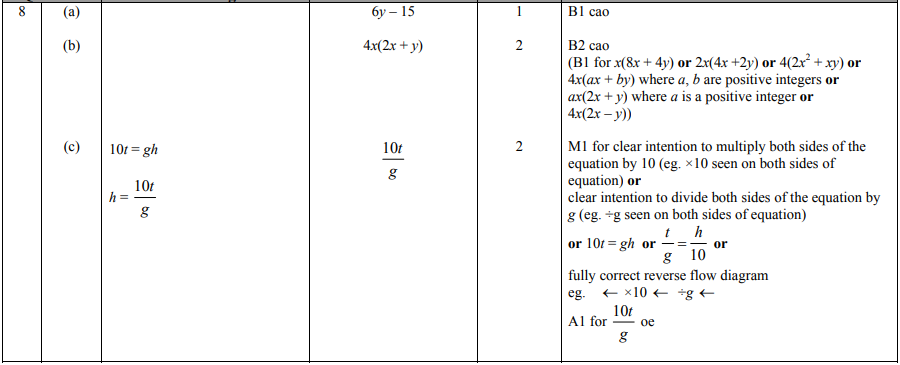 8 (a) 6y – 15 1 B1 cao
(b) 4x(2x + y) 2 B2 cao
(B1 for x(8x + 4y) or 2x(4x +2y) or 4(2x² + xy) or
4x(ax + by) where a, b are positive integers or
ax(2x + y) where a is a positive integer or
4x(2x – y))
(c) 10t = gh 10t/g 2 M1 for clear intention to multiply both sides of the
equation by 10 (eg. ×10 seen on both sides of
equation) or
h = 10t/g clear intention to divide both sides of the equation by
g (eg. ÷g seen on both sides of equation)
or 10t = gh or t/g = h/10 or
fully correct reverse flow diagram
eg. ← ×10 ← ÷g ←
A1 for 10t/g oe